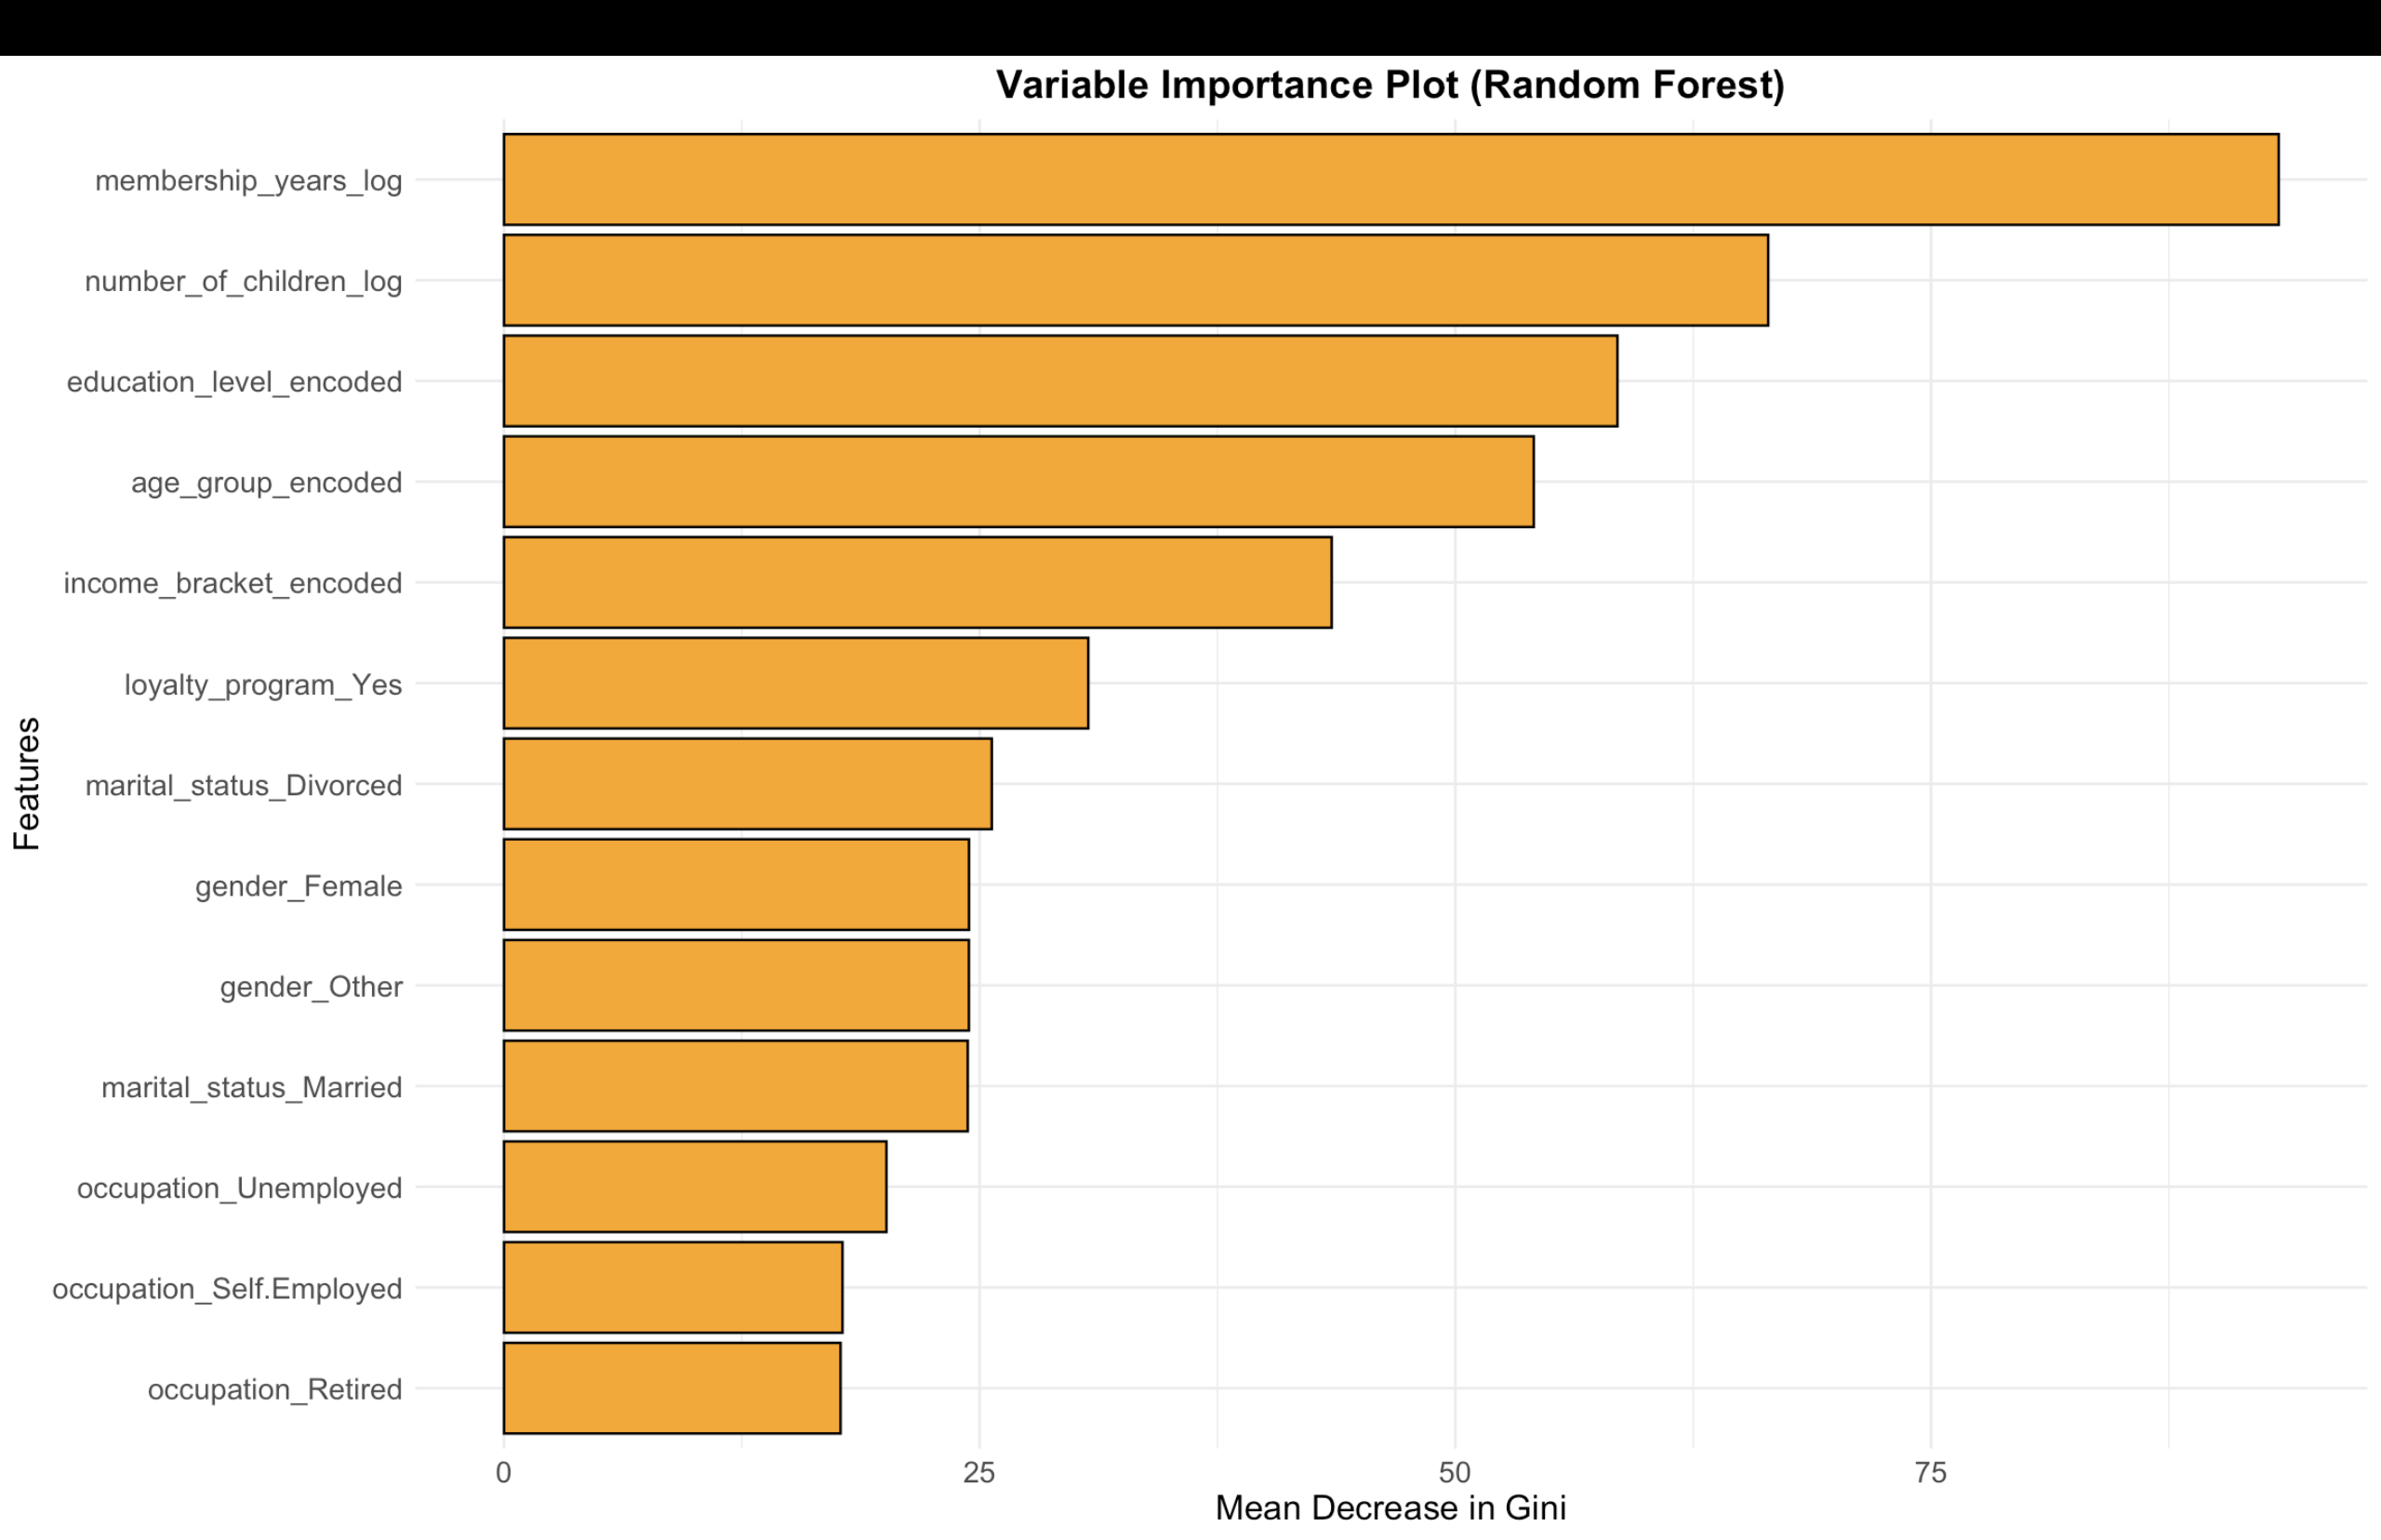 Variable Importance Plot (Random Forest)
membership_years_log
number_of_children_log
education_level_encoded
age_group_encoded
income_bracket_encoded
loyalty_program_Yes
marital_status_Divorced
gender_Female
gender_Other
marital_status_Married
occupation_Unemployed
occupation_Self.Employed
occupation_Retired
Features
0 25 50 75
Mean Decrease in Gini